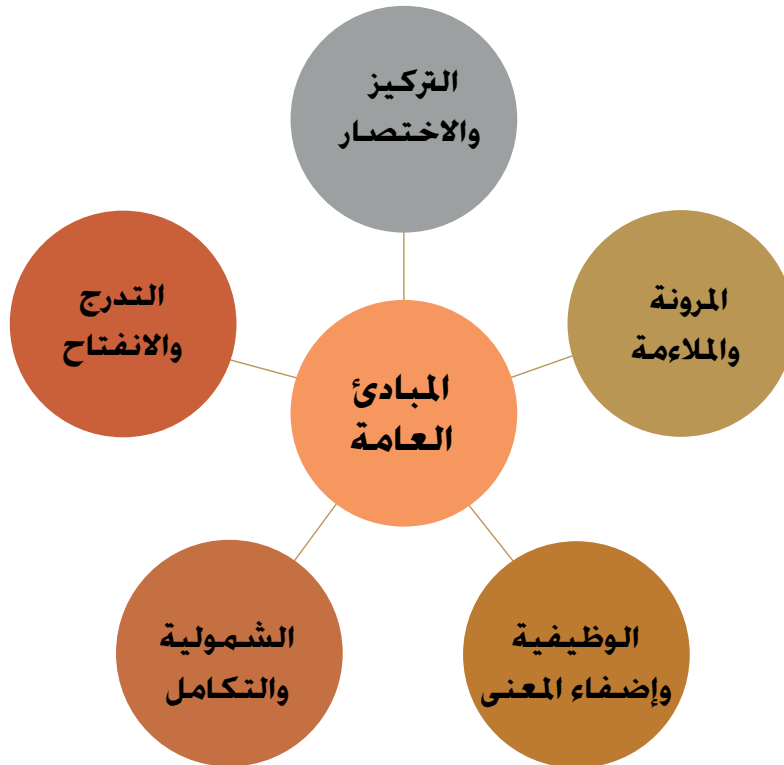 التركيز
والاختصار
المرونة
والملاءمة
التدرج
والانفتاح
المبادئ
العامة
الوظيفية
وإضفاء المعنى
الشمولية
والتكامل